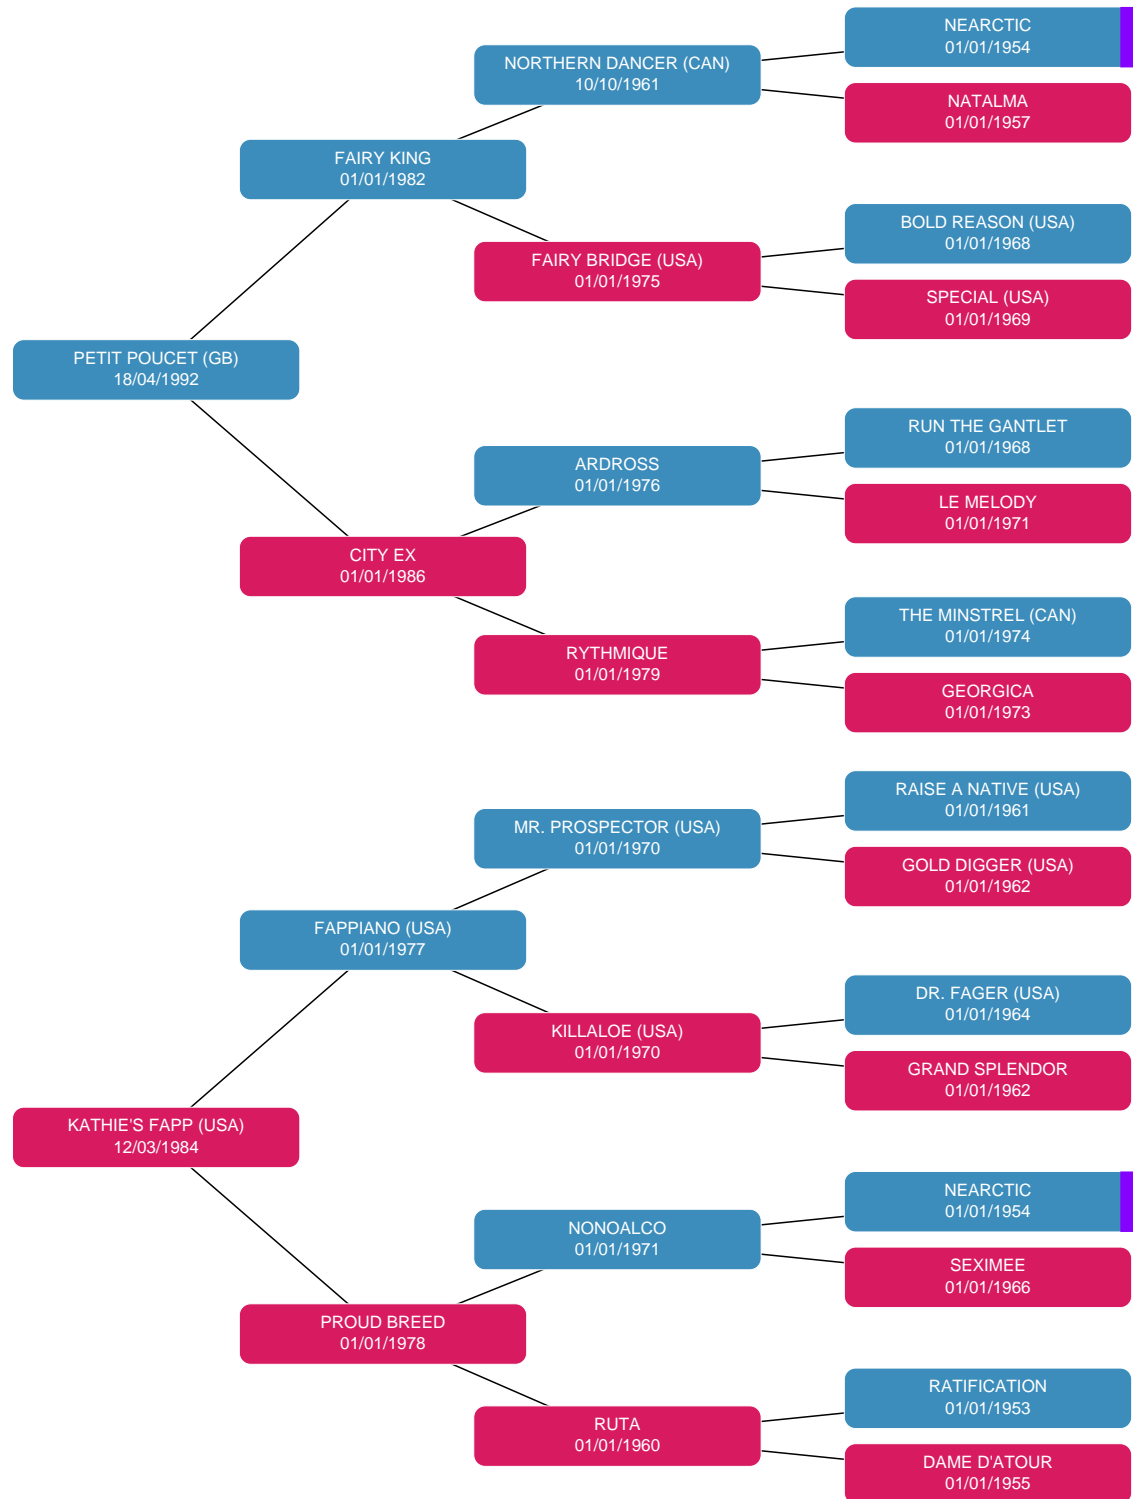 NEARCTIC
01/01/1954
NORTHERN DANCER (CAN)
10/10/1961
NATALMA
01/01/1957
FAIRY KING
01/01/1982
BOLD REASON (USA)
01/01/1968
FAIRY BRIDGE (USA)
01/01/1975
SPECIAL (USA)
01/01/1969
PETIT POUCET (GB)
18/04/1992
RUN THE GANTLET
01/01/1968
ARDROSS
01/01/1976
LE MELODY
01/01/1971
CITY EX
01/01/1986
THE MINSTREL (CAN)
01/01/1974
RYTHMIQUE
01/01/1979
GEORGICA
01/01/1973
RAISE A NATIVE (USA)
01/01/1961
MR. PROSPECTOR (USA)
01/01/1970
GOLD DIGGER (USA)
01/01/1962
FAPPIANO (USA)
01/01/1977
DR. FAGER (USA)
01/01/1964
KILLALOE (USA)
01/01/1970
GRAND SPLENDOR
01/01/1962
KATHIE'S FAPP (USA)
12/03/1984
NEARCTIC
01/01/1954
NONOALCO
01/01/1971
SEXIMEE
01/01/1966
PROUD BREED
01/01/1978
RATIFICATION
01/01/1953
RUTA
01/01/1960
DAME D'ATOUR
01/01/1955